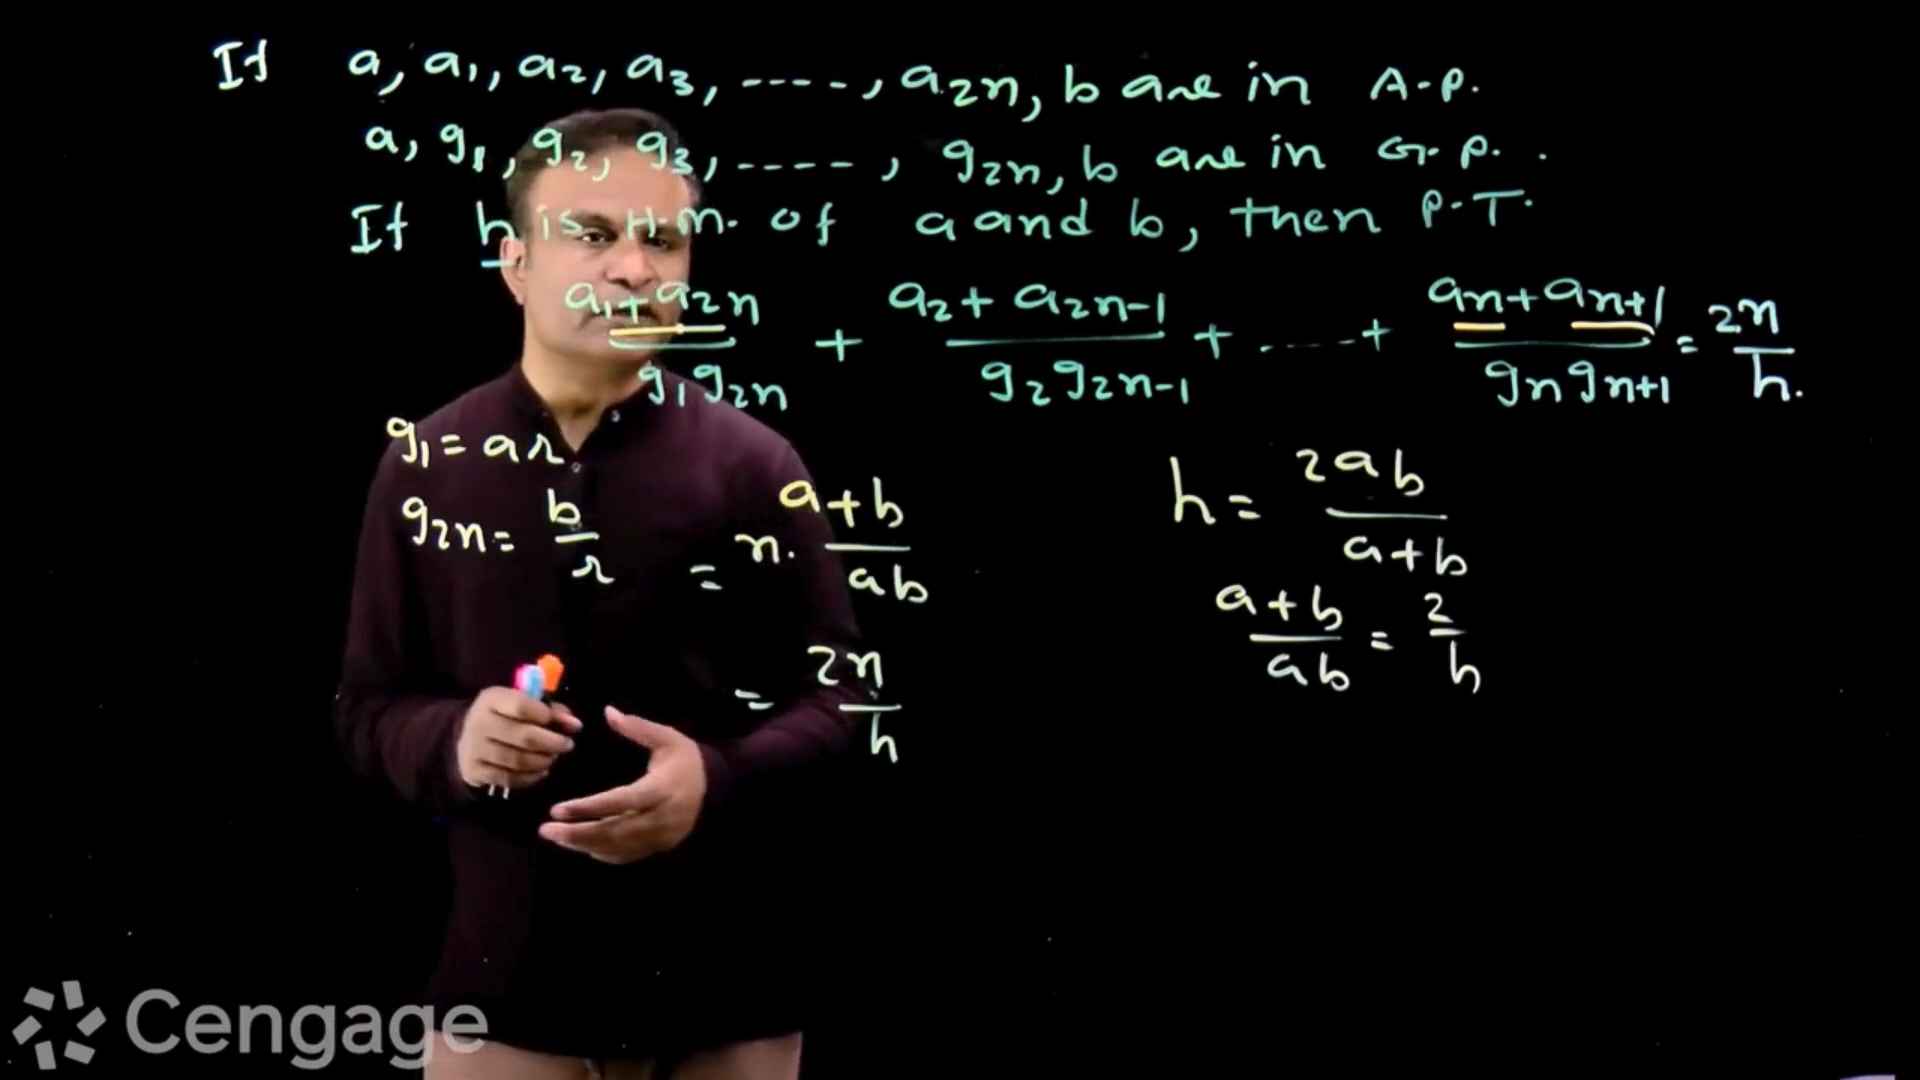 If a, a₁, a₂, a₃, ----, a₂n, b are in A.P.
a, g₁, g₂, g₃, ----, g₂n, b are in G.P.
If h is H.M. of a and b, then P.T.
(a₁+a₂n)/(g₁g₂n) + (a₂+a₂n-1)/(g₂g₂n-1) + ....+ (an+an+1)/(gngn+1) = 2n/h.
g₁ = ar
g₂n = b/r
= n. (a+b)/(ab)
= 2n/h
h = 2ab/(a+b)
(a+b)/(ab) = 2/h
Cengage